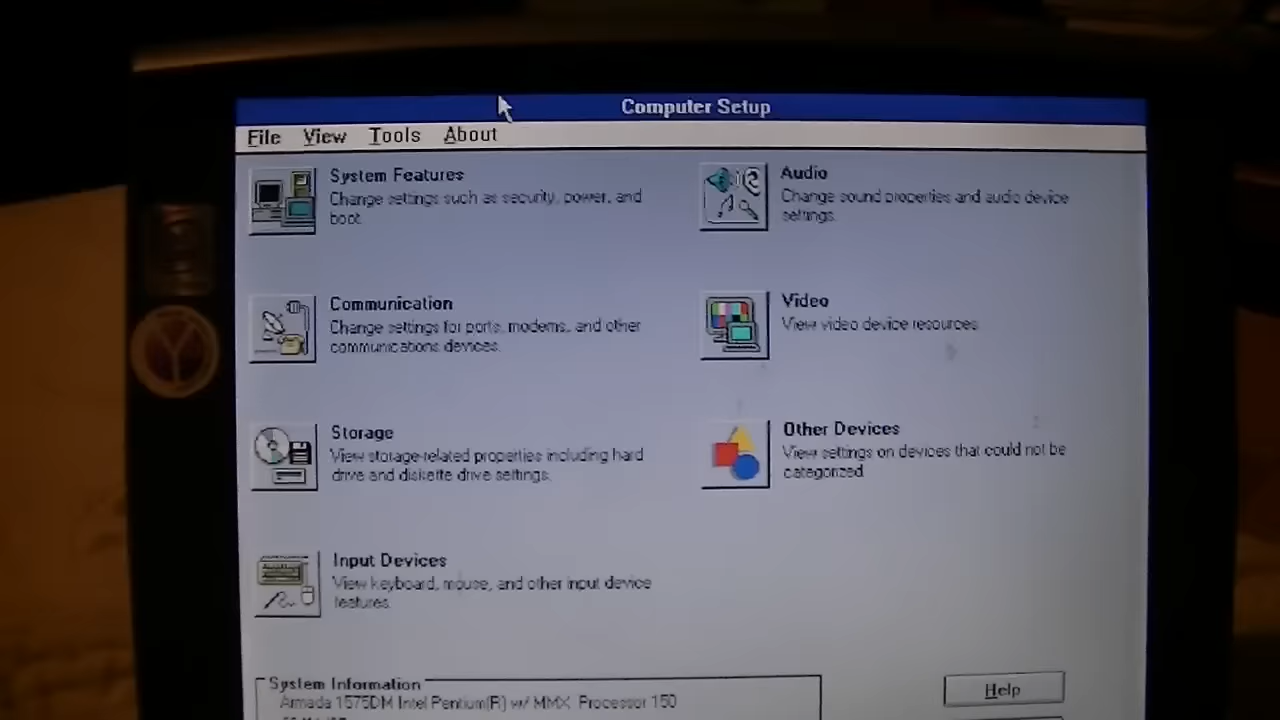 Computer Setup
File View Tools About
System Features
Change settings such as security, power, and
boot.
Audio
Change sound properties and audio device
settings.
Communication
Change settings for ports, modems, and other
communications devices.
Video
View video device resources.
Storage
View storage-related properties including hard
drive and diskette drive settings.
Other Devices
View settings on devices that could not be
categorized.
Input Devices
View keyboard, mouse, and other input device
features.
System Information
Armada 1575DM Intel Pentium(R) w/ MMX Processor 150
Help